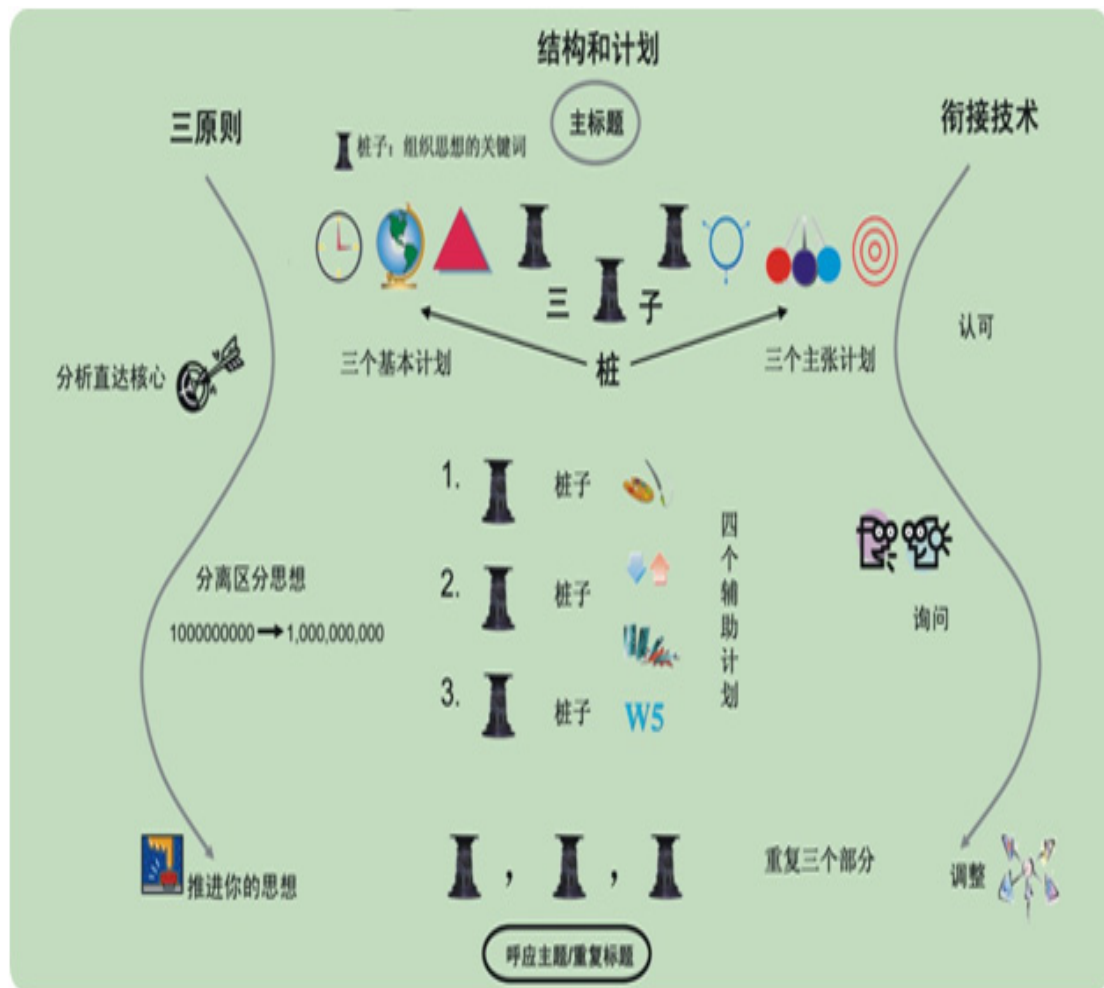 结构和计划
主标题
三原则
衔接技术
桩子：组织思想的关键词
三 子
桩
三个基本计划
三个主张计划
认可
分析直达核心
1. 桩子
2. 桩子
3. 桩子
W5
四个辅助计划
分离区分思想
1000000000→1,000,000,000
询问
推进你的思想
， ，
重复三个部分
调整
呼应主题/重复标题